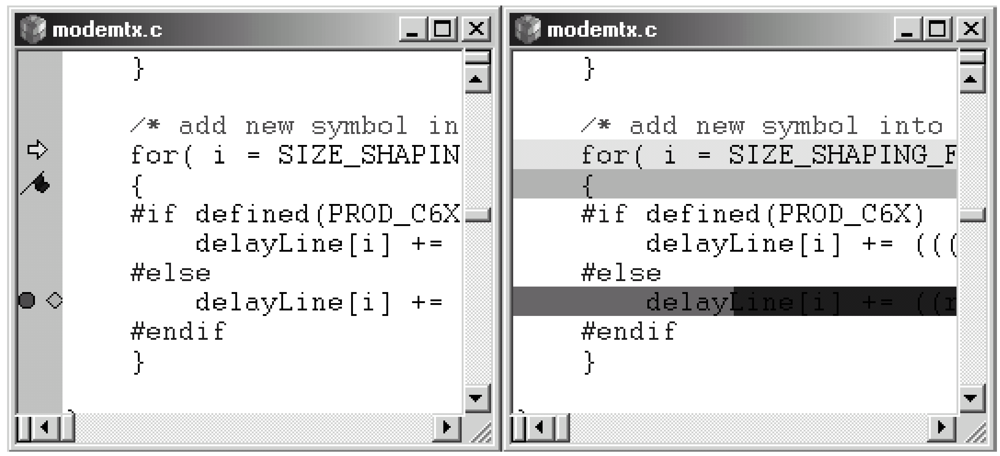 modemtx.c
}
/* add new symbol in
for( i = SIZE_SHAPIN
{
#if defined(PROD_C6X
delayLine[i] +=
#else
delayLine[i] +=
#endif
}
modemtx.c
}
/* add new symbol into
for( i = SIZE_SHAPING_F
{
#if defined(PROD_C6X)
delayLine[i] += (((
#else
delayLine[i] += ((r
#endif
}